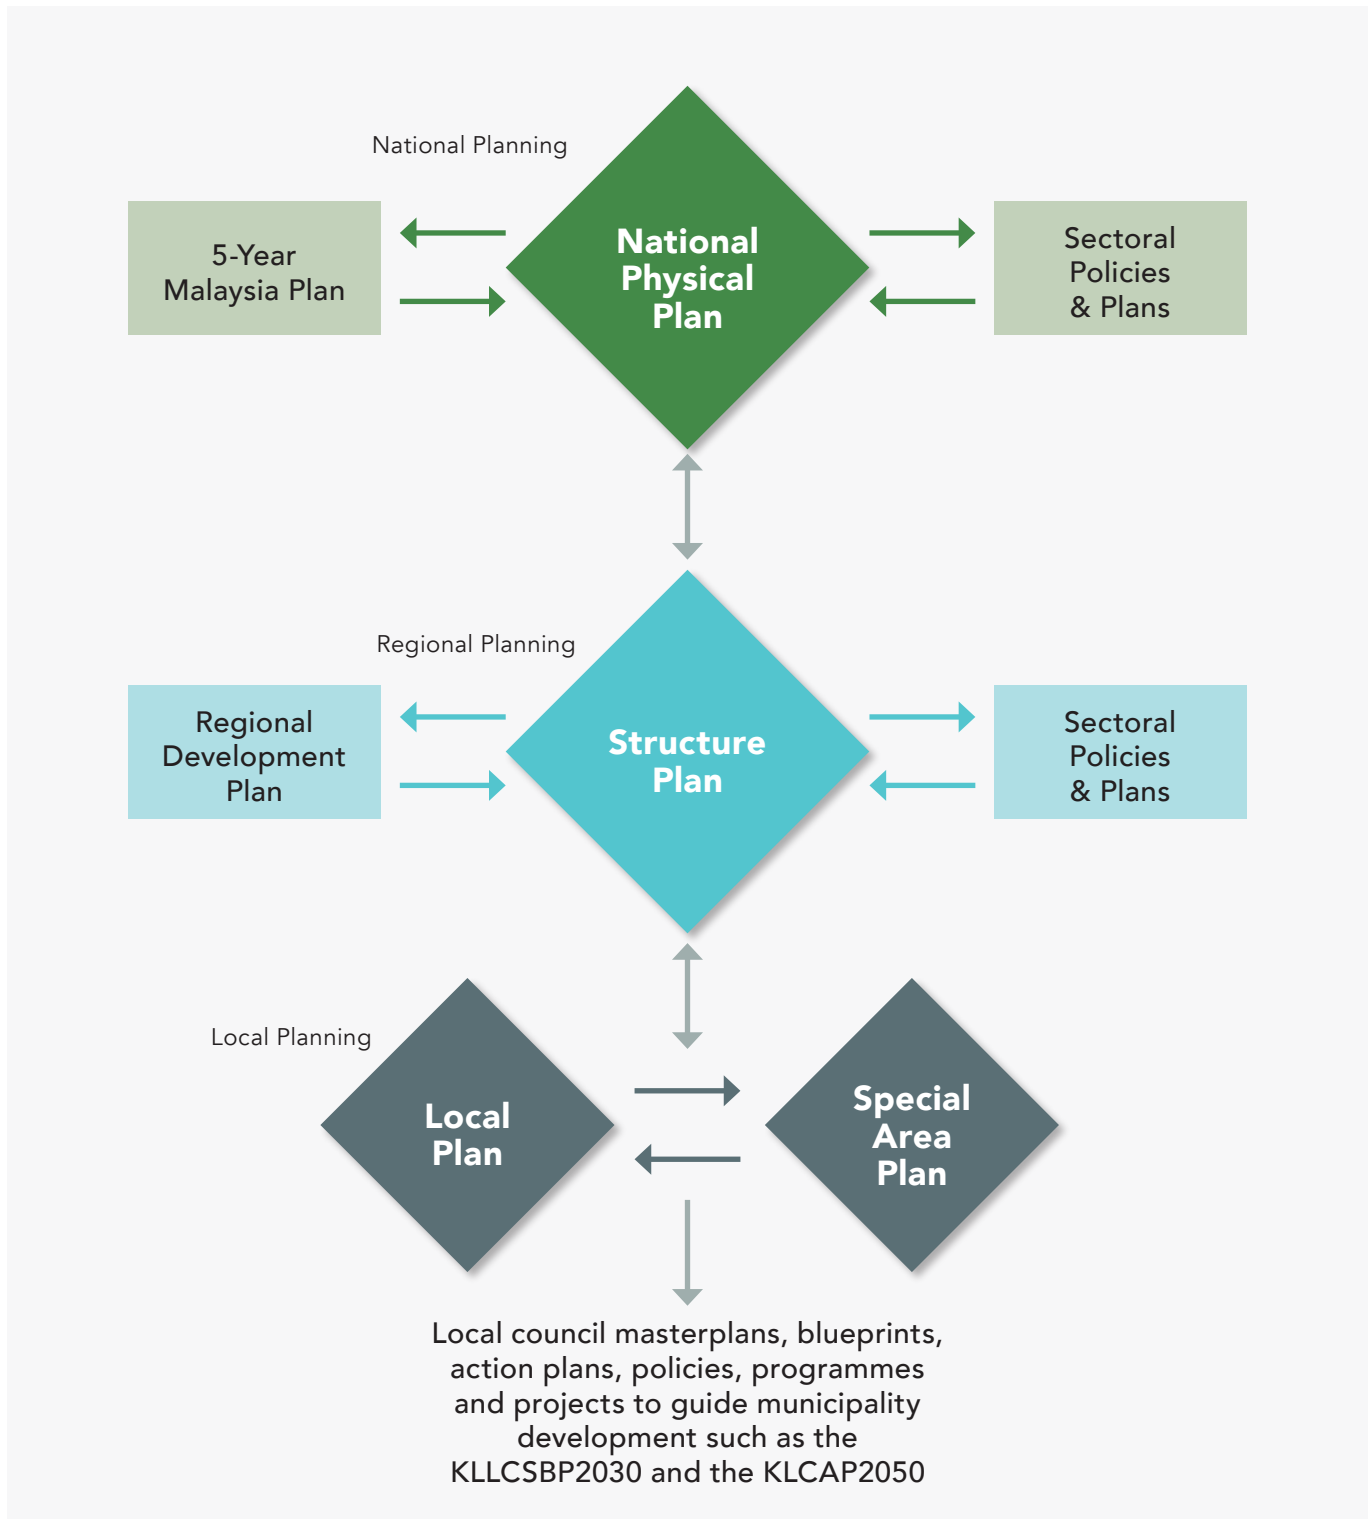 National Planning
5-Year
Malaysia Plan
National
Physical
Plan
Sectoral
Policies
& Plans
Regional Planning
Regional
Development
Plan
Structure
Plan
Sectoral
Policies
& Plans
Local Planning
Local
Plan
Special
Area
Plan
Local council masterplans, blueprints,
action plans, policies, programmes
and projects to guide municipality
development such as the
KLLCSBP2030 and the KLCAP2050